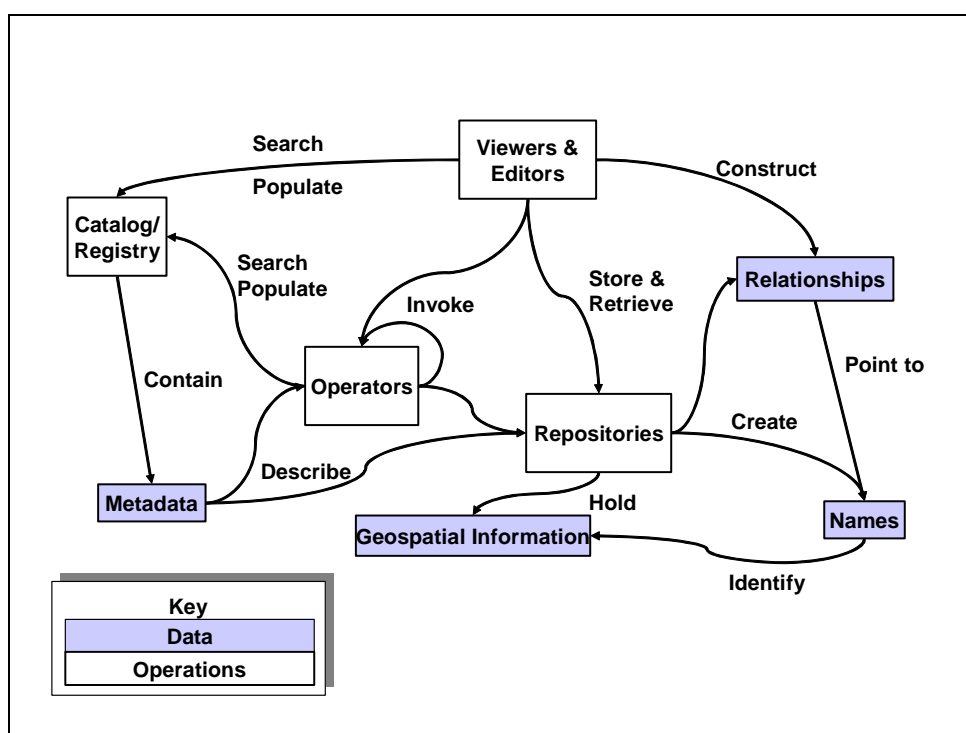 Search
Populate
Viewers &
Editors
Construct
Catalog/
Registry
Search
Populate
Relationships
Store &
Retrieve
Invoke
Contain
Operators
Point to
Repositories
Create
Describe
Metadata
Hold
Names
Geospatial Information
Identify
Key
Data
Operations